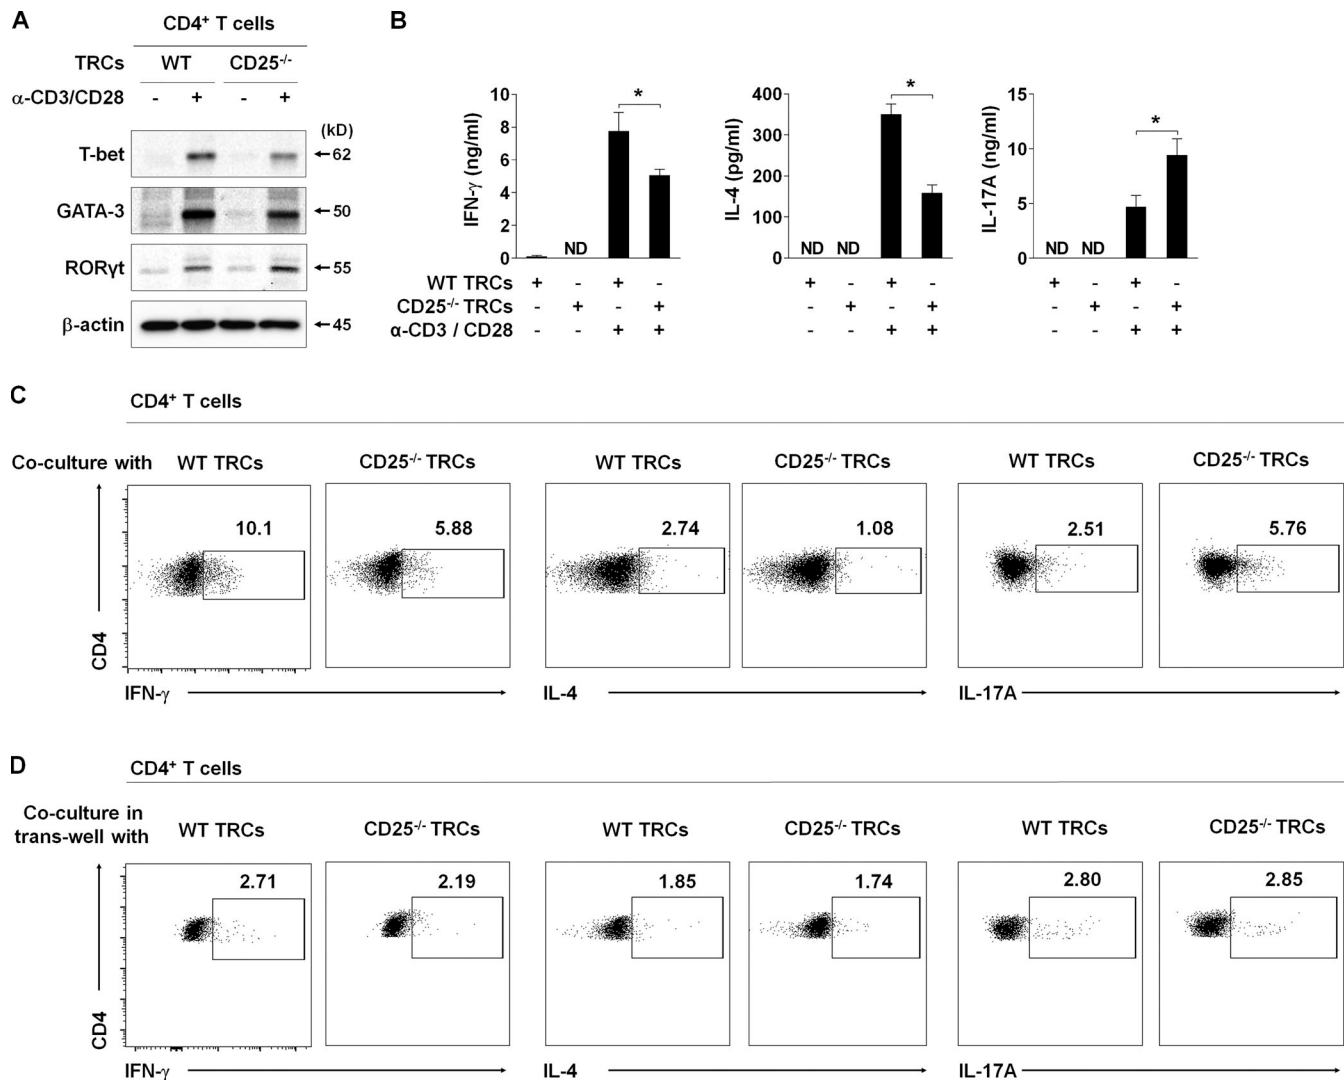 A
CD4⁺ T cells
TRCs WT CD25⁻/⁻
α-CD3/CD28 - + - +
(kD)
T-bet 62
GATA-3 50
RORγt 55
β-actin 45
B
IFN-γ (ng/ml)
10
8
6
4
2
0
ND
*
IL-4 (pg/ml)
400
300
200
100
0
ND ND
*
IL-17A (ng/ml)
15
10
5
0
ND ND
*
WT TRCs + - + - + - + - + - + -
CD25⁻/⁻ TRCs - + - + - + - + - + - +
α-CD3 / CD28 - - + + - - + + - - + +
C
CD4⁺ T cells
Co-culture with WT TRCs CD25⁻/⁻ TRCs WT TRCs CD25⁻/⁻ TRCs WT TRCs CD25⁻/⁻ TRCs
10.1 5.88 2.74 1.08 2.51 5.76
CD4
IFN-γ IL-4 IL-17A
D
CD4⁺ T cells
Co-culture in
trans-well with WT TRCs CD25⁻/⁻ TRCs WT TRCs CD25⁻/⁻ TRCs WT TRCs CD25⁻/⁻ TRCs
2.71 2.19 1.85 1.74 2.80 2.85
CD4
IFN-γ IL-4 IL-17A